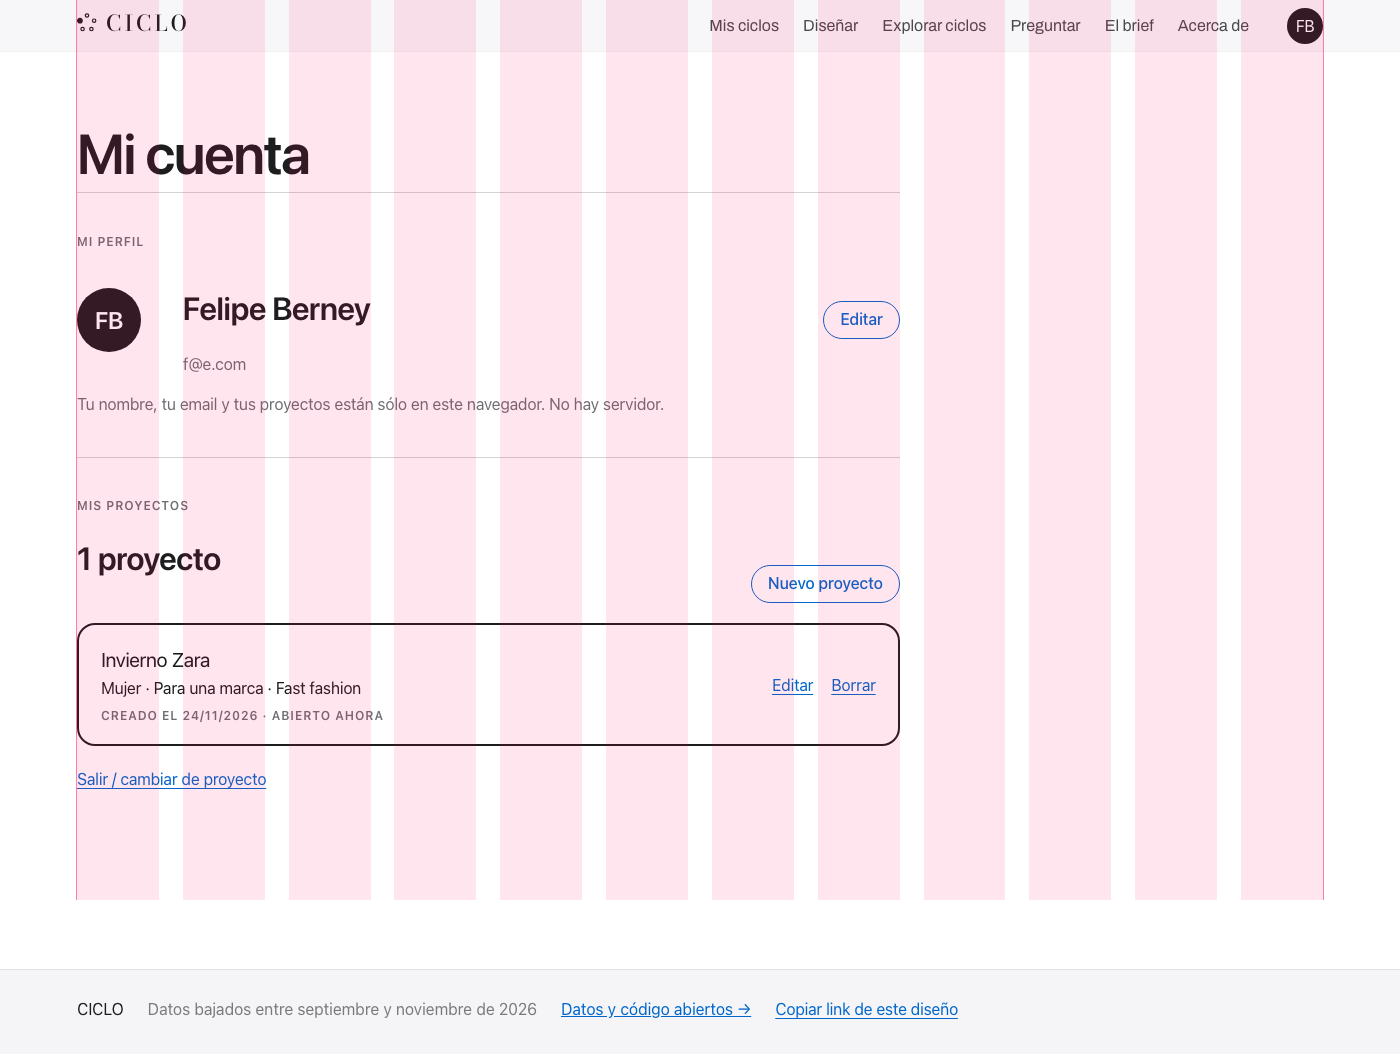 CICLO
Mis ciclos Diseñar Explorar ciclos Preguntar El brief Acerca de FB
Mi cuenta
MI PERFIL
FB
Felipe Berney
Editar
f@e.com
Tu nombre, tu email y tus proyectos están sólo en este navegador. No hay servidor.
MIS PROYECTOS
1 proyecto
Nuevo proyecto
Invierno Zara
Mujer · Para una marca · Fast fashion
CREADO EL 24/11/2026 · ABIERTO AHORA
Editar Borrar
Salir / cambiar de proyecto
CICLO Datos bajados entre septiembre y noviembre de 2026 Datos y código abiertos → Copiar link de este diseño